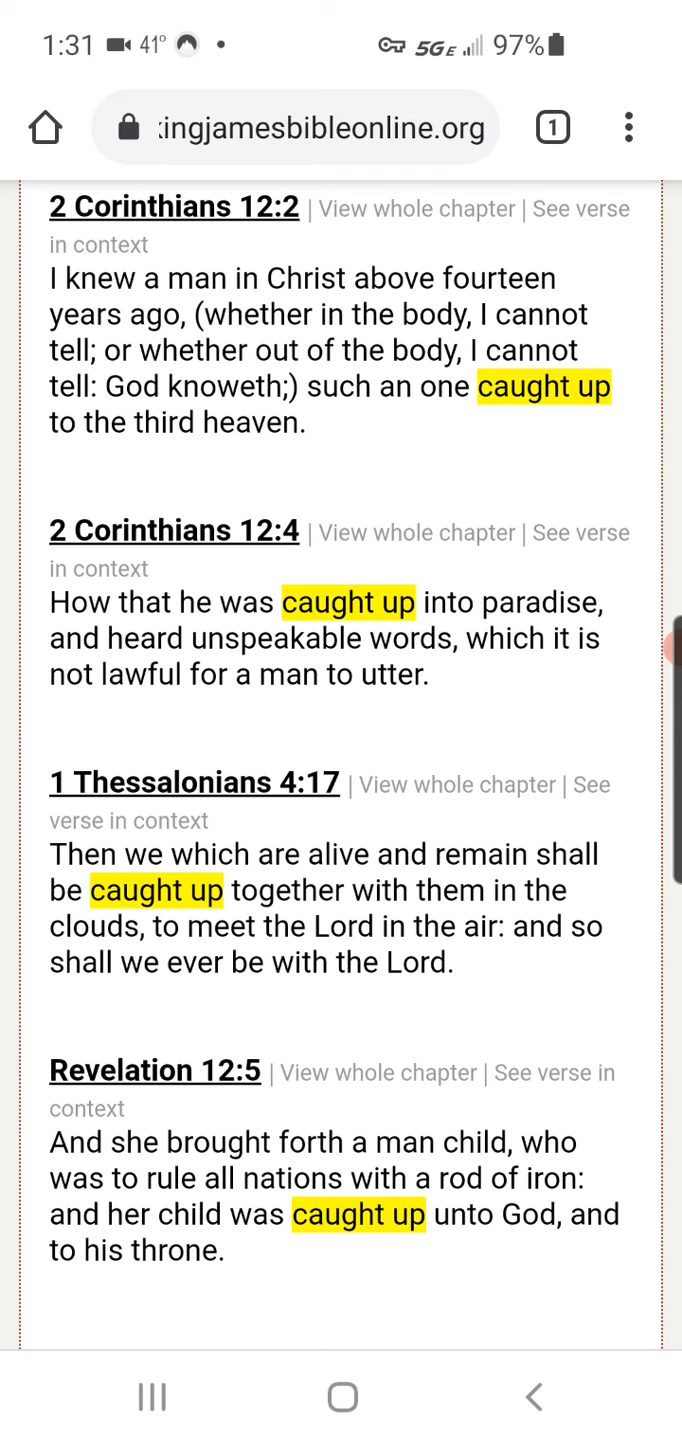 1:31 41° 5GE 97%
:ingjamesbibleonline.org 1
2 Corinthians 12:2 | View whole chapter | See verse
in context
I knew a man in Christ above fourteen
years ago, (whether in the body, I cannot
tell; or whether out of the body, I cannot
tell: God knoweth;) such an one caught up
to the third heaven.
2 Corinthians 12:4 | View whole chapter | See verse
in context
How that he was caught up into paradise,
and heard unspeakable words, which it is
not lawful for a man to utter.
1 Thessalonians 4:17 | View whole chapter | See
verse in context
Then we which are alive and remain shall
be caught up together with them in the
clouds, to meet the Lord in the air: and so
shall we ever be with the Lord.
Revelation 12:5 | View whole chapter | See verse in
context
And she brought forth a man child, who
was to rule all nations with a rod of iron:
and her child was caught up unto God, and
to his throne.